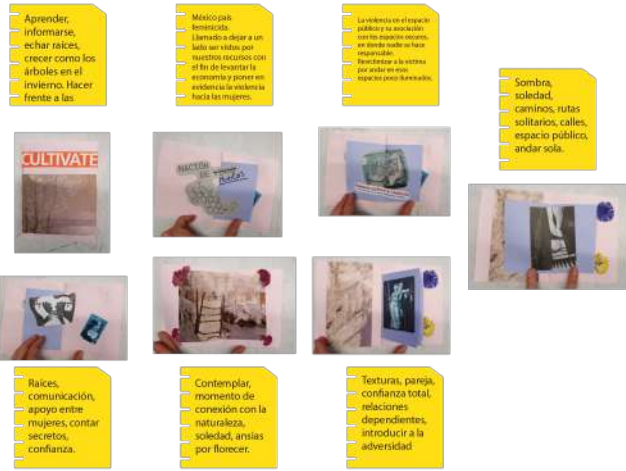 Aprender,
informarse,
echar raíces,
crecer como los
árboles en el
invierno. Hacer
frente a las
México país
feminicida.
Llamado a dejar a un
lado ser vistos por
nuestros recursos con
el fin de levantar la
economía y poner en
evidencia la violencia
hacia las mujeres.
La violencia en el espacio
público y su asociación
con los espacios oscuros,
en donde nadie se hace
responsable.
Revictimizar a la víctima
por andar en esos
espacios poco iluminados.
Sombra,
soledad,
caminos, rutas
solitarios, calles,
espacio público,
andar sola.
CULTIVATE
NACIÓN
DE
Raíces,
comunicación,
apoyo entre
mujeres, contar
secretos,
confianza.
Contemplar,
momento de
conexión con la
naturaleza,
soledad, ansias
por florecer.
Texturas, pareja,
confianza total,
relaciones
dependientes,
introducir a la
adversidad